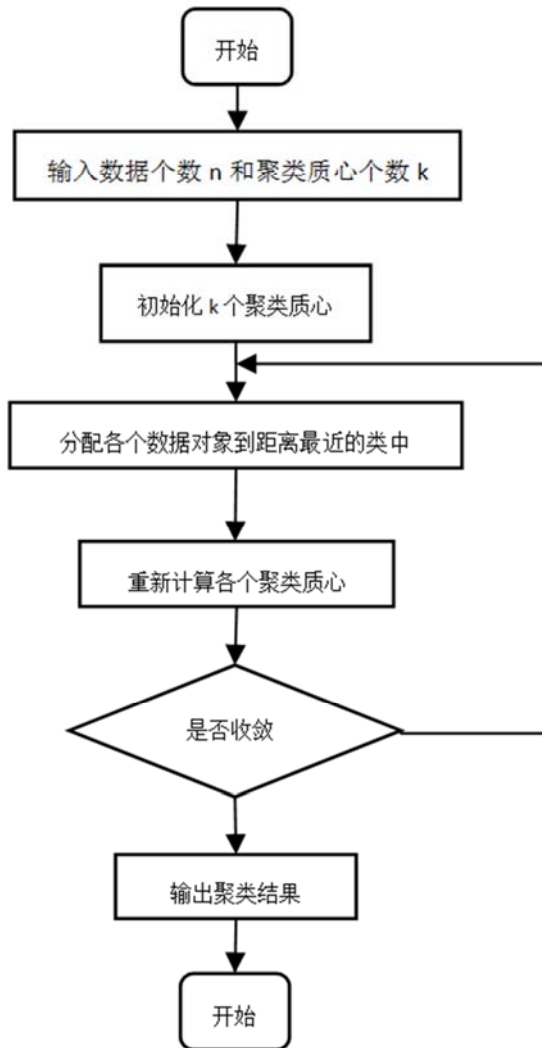 开始
输入数据个数 n 和聚类质心个数 k
初始化 k 个聚类质心
分配各个数据对象到距离最近的类中
重新计算各个聚类质心
是否收敛
输出聚类结果
开始